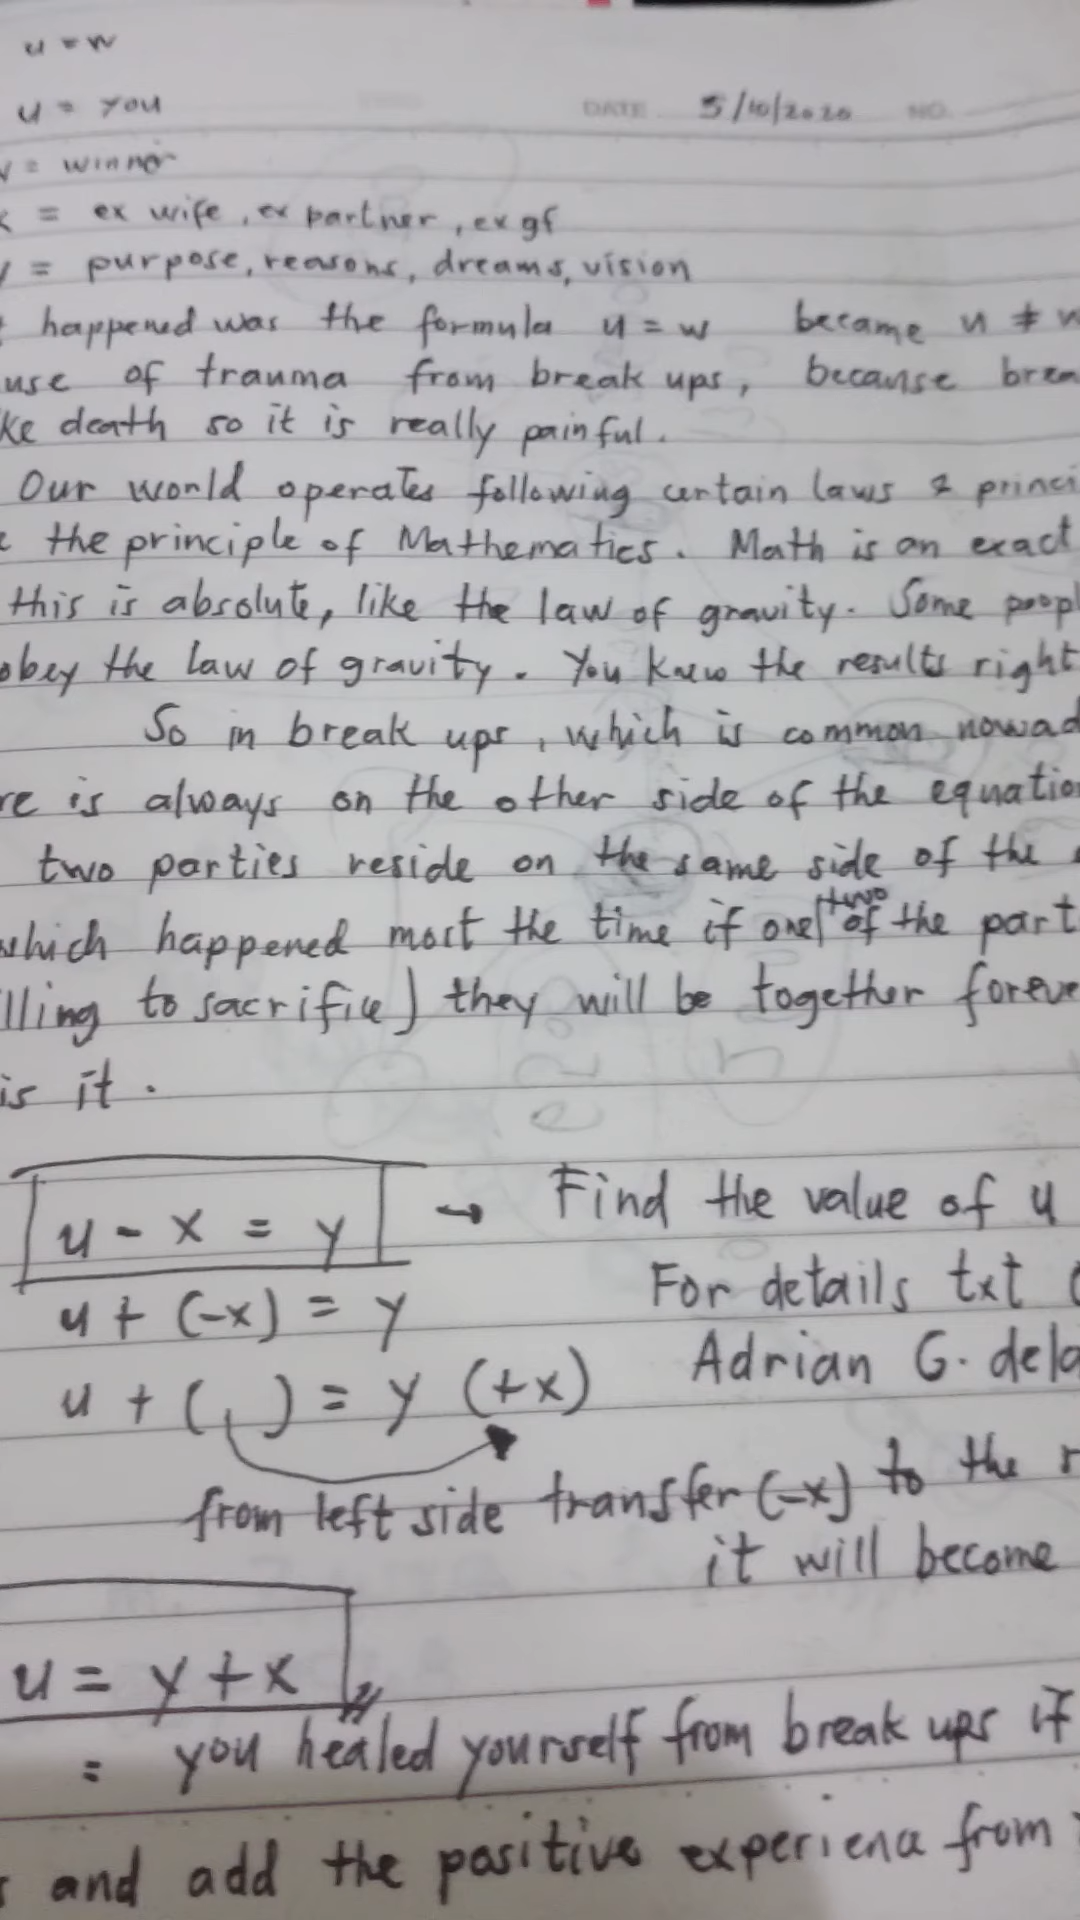 u = w
u = you
DATE 5/10/2020 NO.
= winner
= ex wife, ex partner, ex gf
y = purpose, reasons, dreams, vision
happened was the formula u = w became u ≠ w
use of trauma from break ups, because brea
ke death so it is really painful.
Our world operates following certain laws & princi
the principle of Mathematics. Math is an exact
this is absolute, like the law of gravity. Some peopl
obey the law of gravity. You know the results right
So in break ups, which is common nowad
re is always on the other side of the equation
two parties reside on the same side of the
which happened most the time if one two of the part
lling to sacrifice) they will be together foreve
is it.
u - x = y → Find the value of u
u + (-x) = y For details txt
u + ( ) = y (+x) Adrian G. dela
from left side transfer (-x) to the r
it will become
u = y + x
= you healed yourself from break ups if
and add the positive experience from